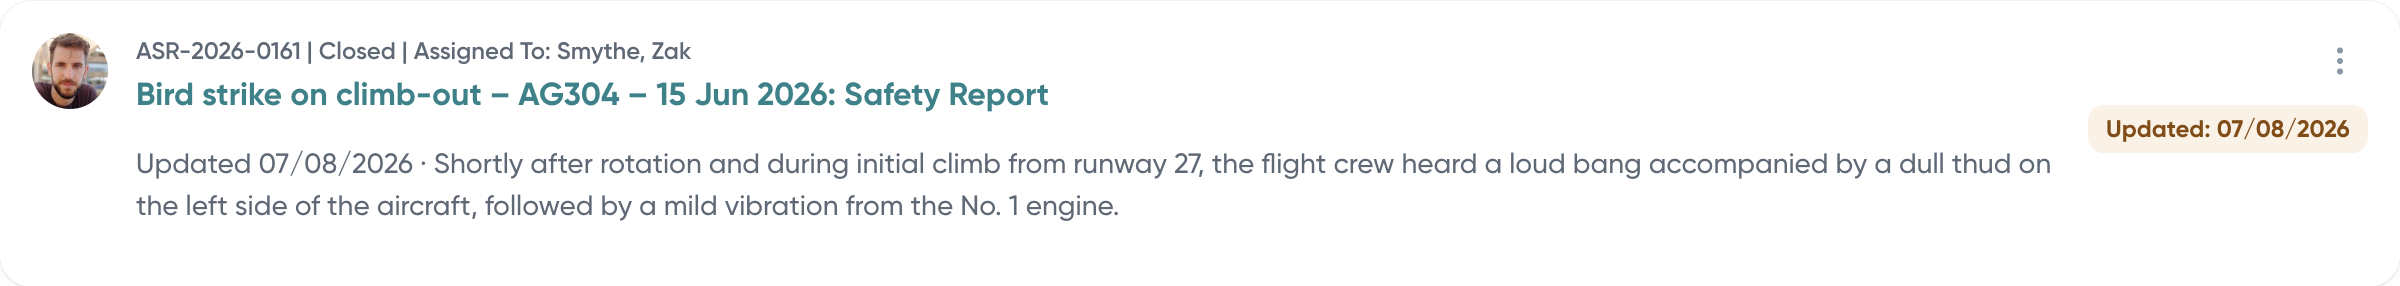 ASR-2026-0161 | Closed | Assigned To: Smythe, Zak
Bird strike on climb-out – AG304 – 15 Jun 2026: Safety Report
Updated: 07/08/2026
Updated 07/08/2026 · Shortly after rotation and during initial climb from runway 27, the flight crew heard a loud bang accompanied by a dull thud on
the left side of the aircraft, followed by a mild vibration from the No. 1 engine.